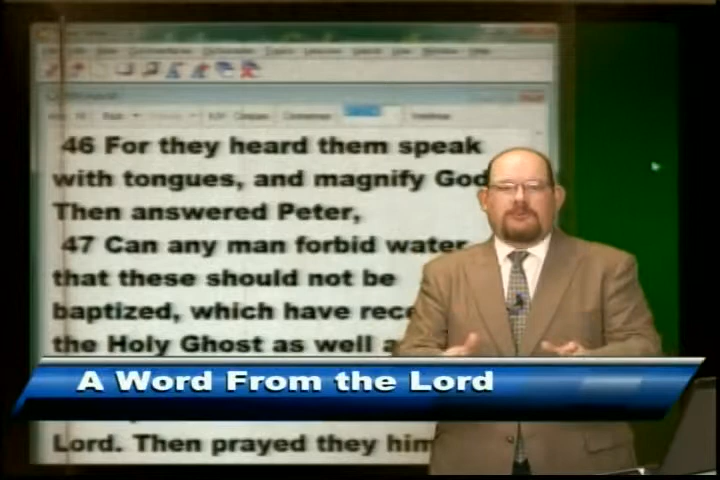 46 For they heard them speak
with tongues, and magnify God
Then answered Peter,
47 Can any man forbid water
that these should not be
baptized, which have rece
the Holy Ghost as well a
A Word From the Lord
Lord. Then prayed they him